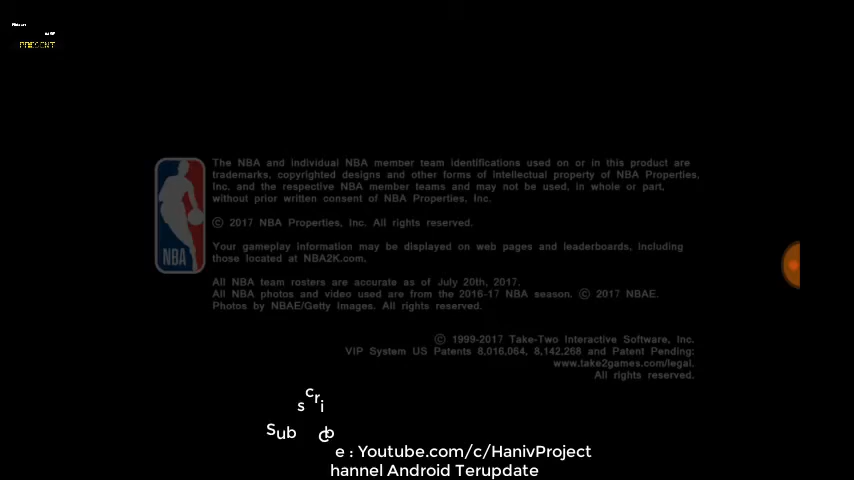 PRESENT
The NBA and individual NBA member team identifications used on or in this product are
trademarks, copyrighted designs and other forms of intellectual property of NBA Properties,
Inc. and the respective NBA member teams and may not be used, in whole or part,
without prior written consent of NBA Properties, Inc.
© 2017 NBA Properties, Inc. All rights reserved.
Your gameplay information may be displayed on web pages and leaderboards, including
those located at NBA2K.com.
All NBA team rosters are accurate as of July 20th, 2017.
All NBA photos and video used are from the 2016-17 NBA season. © 2017 NBAE.
Photos by NBAE/Getty Images. All rights reserved.
NBA
© 1999-2017 Take-Two Interactive Software, Inc.
VIP System US Patents 8,016,064, 8,142,268 and Patent Pending:
www.take2games.com/legal.
All rights reserved.
scri
Sub
e : Youtube.com/c/HanivProject
hannel Android Terupdate